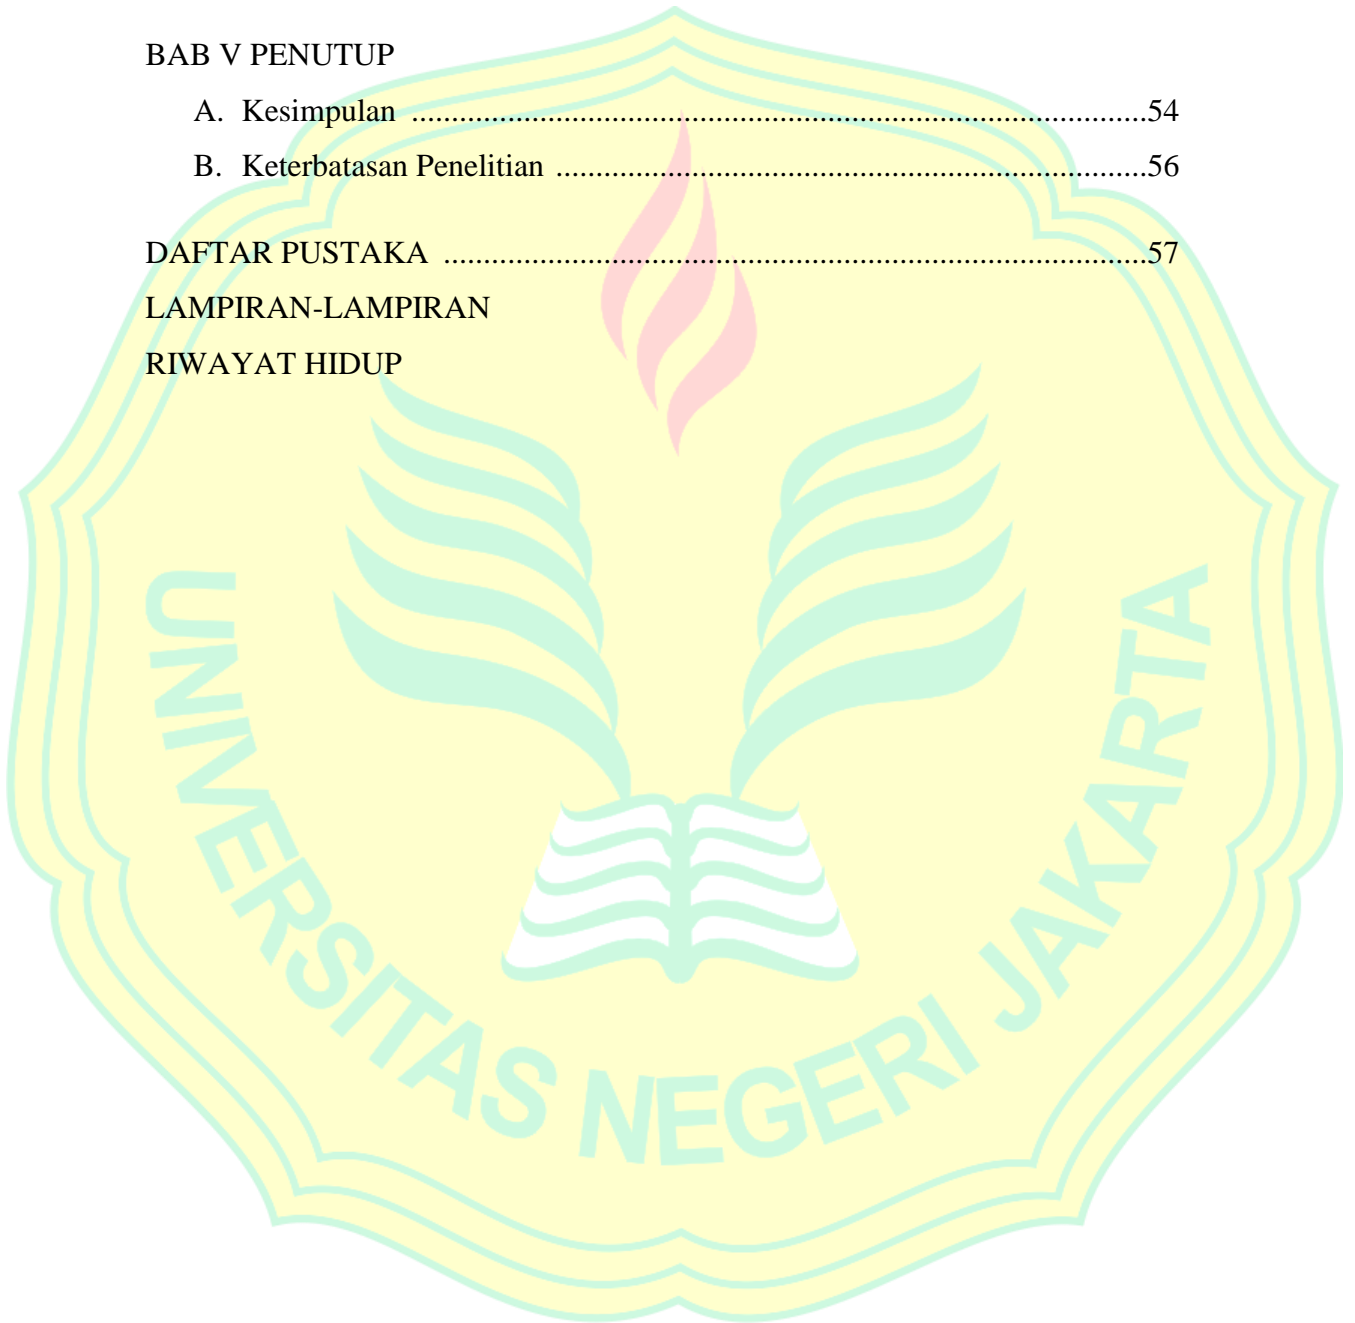 BAB V PENUTUP
A. Kesimpulan ............................................................................................54
B. Keterbatasan Penelitian ..........................................................................56
DAFTAR PUSTAKA ........................................................................................57
LAMPIRAN-LAMPIRAN
RIWAYAT HIDUP
UNIVERSITAS NEGERI JAKARTA